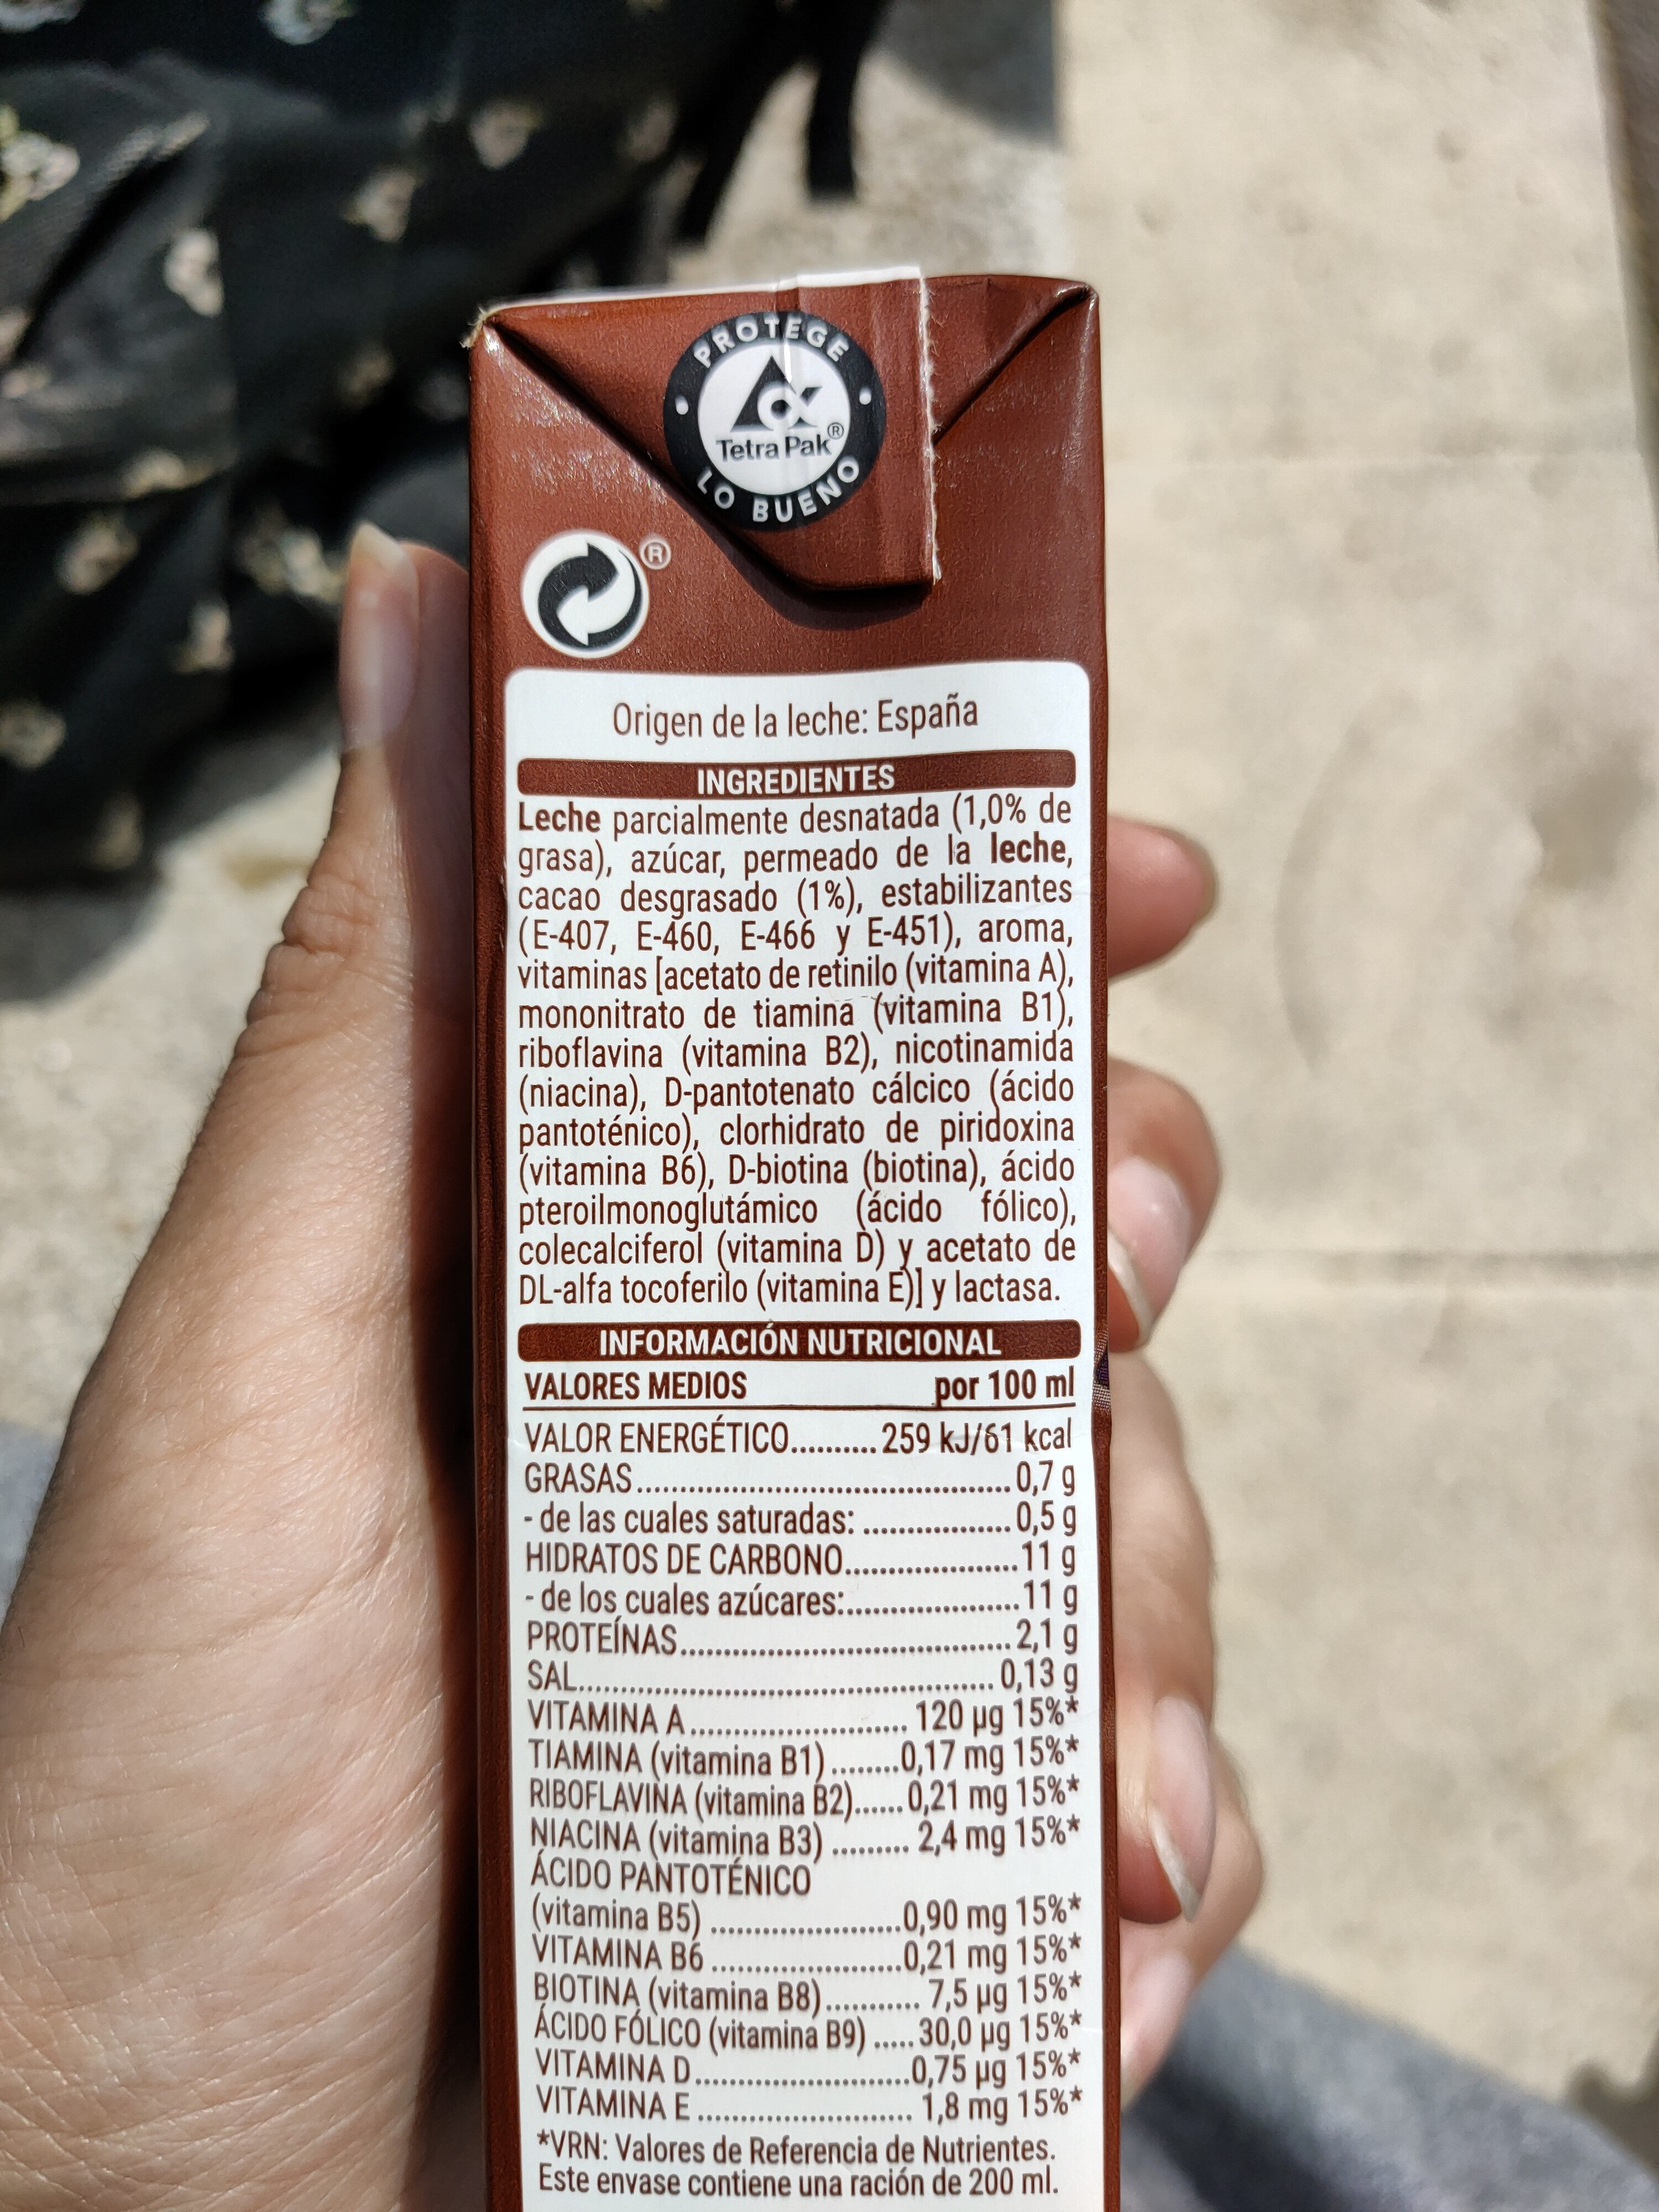 PROTEGE
Tetra Pak®
LO BUENO
®
Origen de la leche: España
INGREDIENTES
Leche parcialmente desnatada (1,0% de
grasa), azúcar, permeado de la leche,
cacao desgrasado (1%), estabilizantes
(E-407, E-460, E-466 y E-451), aroma,
vitaminas [acetato de retinilo (vitamina A),
mononitrato de tiamina (vitamina B1),
riboflavina (vitamina B2), nicotinamida
(niacina), D-pantotenato cálcico (ácido
pantoténico), clorhidrato de piridoxina
(vitamina B6), D-biotina (biotina), ácido
pteroilmonoglutámico (ácido fólico),
colecalciferol (vitamina D) y acetato de
DL-alfa tocoferilo (vitamina E)] y lactasa.
INFORMACIÓN NUTRICIONAL
VALORES MEDIOS por 100 ml
VALOR ENERGÉTICO.......... 259 kJ/61 kcal
GRASAS........................................ 0,7 g
- de las cuales saturadas: ................. 0,5 g
HIDRATOS DE CARBONO................... 11 g
- de los cuales azúcares:................... 11 g
PROTEÍNAS................................... 2,1 g
SAL............................................ 0,13 g
VITAMINA A....................... 120 µg 15%*
TIAMINA (vitamina B1)........0,17 mg 15%*
RIBOFLAVINA (vitamina B2)...... 0,21 mg 15%*
NIACINA (vitamina B3) ......... 2,4 mg 15%*
ÁCIDO PANTOTÉNICO
(vitamina B5) ....................0,90 mg 15%*
VITAMINA B6 ....................0,21 mg 15%*
BIOTINA (vitamina B8)........... 7,5 µg 15%*
ÁCIDO FÓLICO (vitamina B9) ..... 30,0 µg 15%*
VITAMINA D.......................0,75 µg 15%*
VITAMINA E ....................... 1,8 mg 15%*
*VRN: Valores de Referencia de Nutrientes.
Este envase contiene una ración de 200 ml.